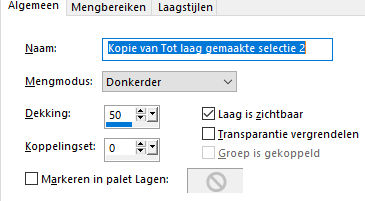 Algemeen Mengbereiken Laagstijlen
Naam: Kopie van Tot laag gemaakte selectie 2
Mengmodus: Donkerder
Dekking: 50 Laag is zichtbaar
Transparantie vergrendelen
Koppelingset: 0 Groep is gekoppeld
Markeren in palet Lagen: